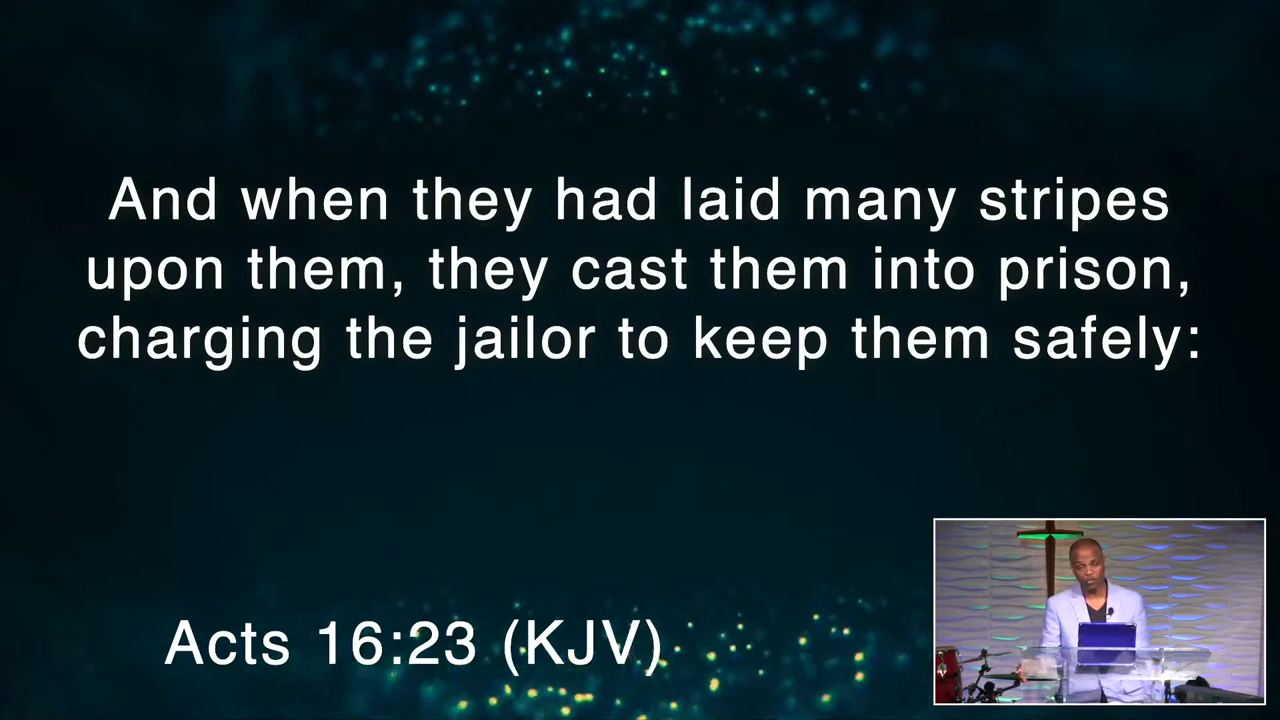 And when they had laid many stripes
upon them, they cast them into prison,
charging the jailor to keep them safely:
Acts 16:23 (KJV)